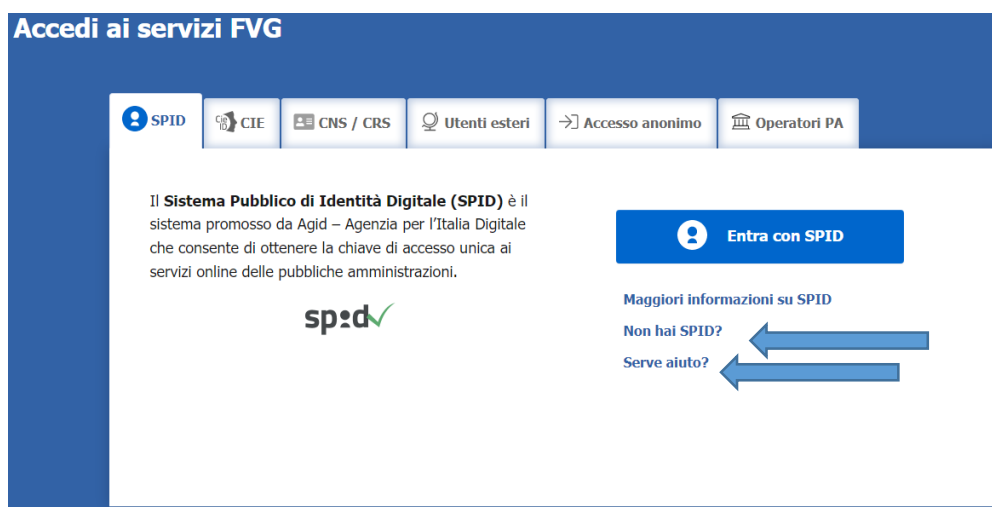 Accedi ai servizi FVG
SPID
CIE
CNS / CRS
Utenti esteri
Accesso anonimo
Operatori PA
Il Sistema Pubblico di Identità Digitale (SPID) è il
sistema promosso da Agid – Agenzia per l'Italia Digitale
che consente di ottenere la chiave di accesso unica ai
servizi online delle pubbliche amministrazioni.
spid
Entra con SPID
Maggiori informazioni su SPID
Non hai SPID?
Serve aiuto?